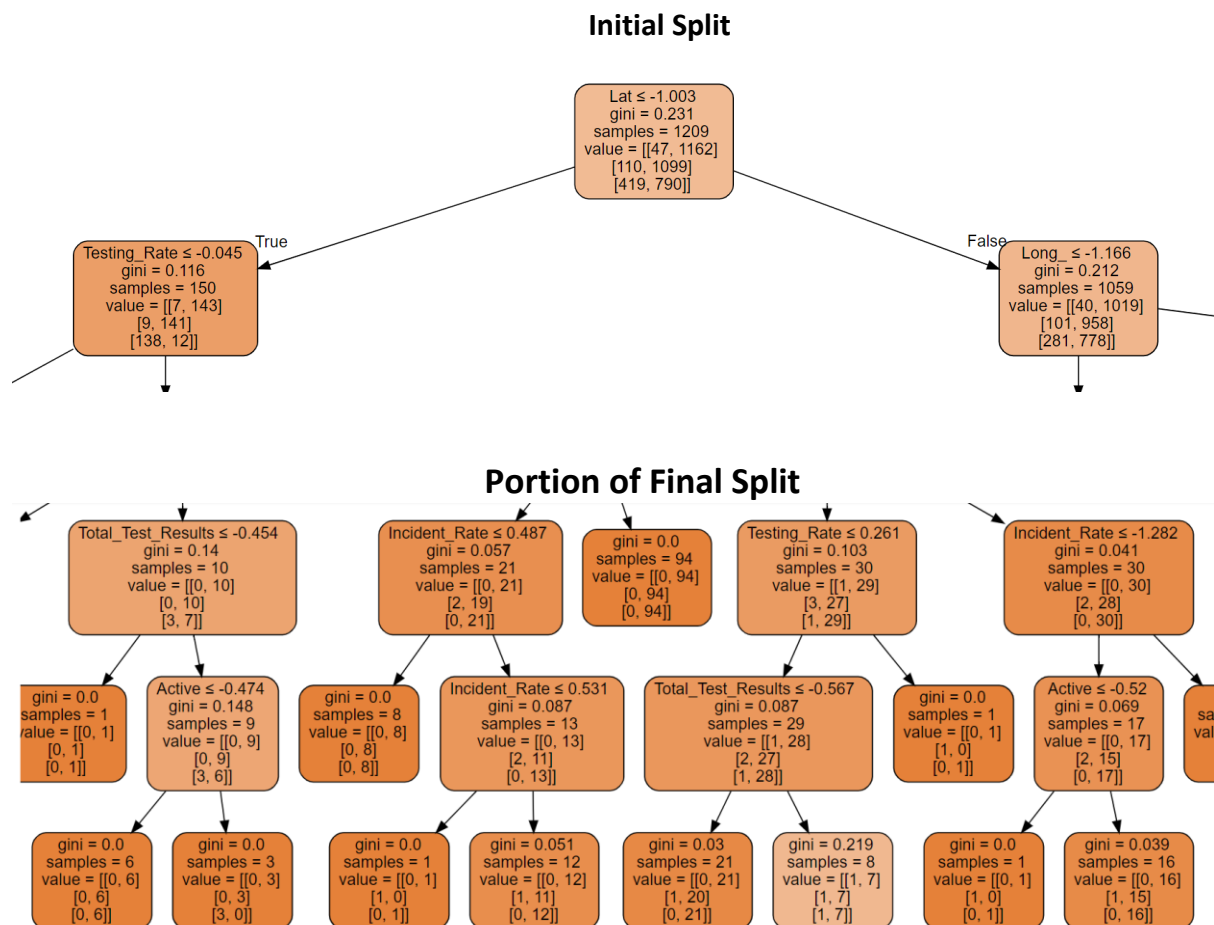 Initial Split
Lat ≤ -1.003
gini = 0.231
samples = 1209
value = [[47, 1162]
[110, 1099]
[419, 790]]
True
False
Testing_Rate ≤ -0.045
gini = 0.116
samples = 150
value = [[7, 143]
[9, 141]
[138, 12]]
Long_ ≤ -1.166
gini = 0.212
samples = 1059
value = [[40, 1019]
[101, 958]
[281, 778]]
Portion of Final Split
Total_Test_Results ≤ -0.454
gini = 0.14
samples = 10
value = [[0, 10]
[0, 10]
[3, 7]]
Incident_Rate ≤ 0.487
gini = 0.057
samples = 21
value = [[0, 21]
[2, 19]
[0, 21]]
gini = 0.0
samples = 94
value = [[0, 94]
[0, 94]
[0, 94]]
Testing_Rate ≤ 0.261
gini = 0.103
samples = 30
value = [[1, 29]
[3, 27]
[1, 29]]
Incident_Rate ≤ -1.282
gini = 0.041
samples = 30
value = [[0, 30]
[2, 28]
[0, 30]]
gini = 0.0
samples = 1
value = [[0, 1]
[0, 1]
[0, 1]]
Active ≤ -0.474
gini = 0.148
samples = 9
value = [[0, 9]
[0, 9]
[3, 6]]
gini = 0.0
samples = 8
value = [[0, 8]
[0, 8]
[0, 8]]
Incident_Rate ≤ 0.531
gini = 0.087
samples = 13
value = [[0, 13]
[2, 11]
[0, 13]]
Total_Test_Results ≤ -0.567
gini = 0.087
samples = 29
value = [[1, 28]
[2, 27]
[1, 28]]
gini = 0.0
samples = 1
value = [[0, 1]
[1, 0]
[0, 1]]
Active ≤ -0.52
gini = 0.069
samples = 17
value = [[0, 17]
[2, 15]
[0, 17]]
gini = 0.0
samples = 6
value = [[0, 6]
[0, 6]
[0, 6]]
gini = 0.0
samples = 3
value = [[0, 3]
[0, 3]
[3, 0]]
gini = 0.0
samples = 1
value = [[0, 1]
[1, 0]
[0, 1]]
gini = 0.051
samples = 12
value = [[0, 12]
[1, 11]
[0, 12]]
gini = 0.03
samples = 21
value = [[0, 21]
[1, 20]
[0, 21]]
gini = 0.219
samples = 8
value = [[1, 7]
[1, 7]
[1, 7]]
gini = 0.0
samples = 1
value = [[0, 1]
[1, 0]
[0, 1]]
gini = 0.039
samples = 16
value = [[0, 16]
[1, 15]
[0, 16]]